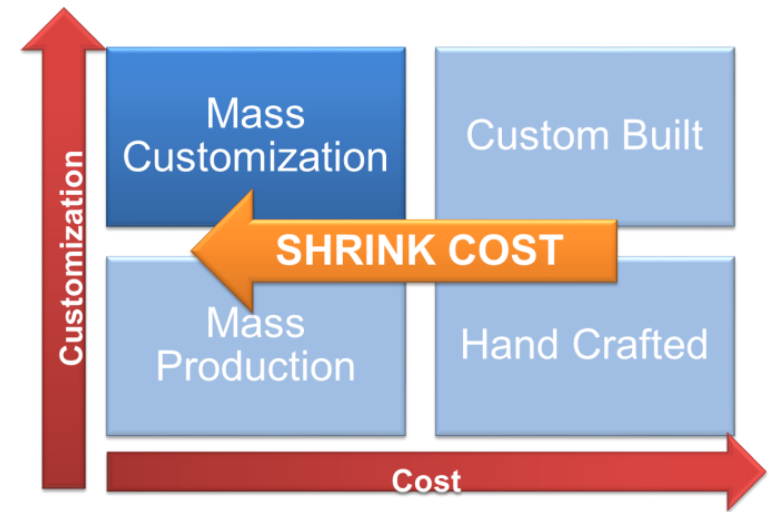 Customization
Mass
Customization
Custom Built
SHRINK COST
Mass
Production
Hand Crafted
Cost